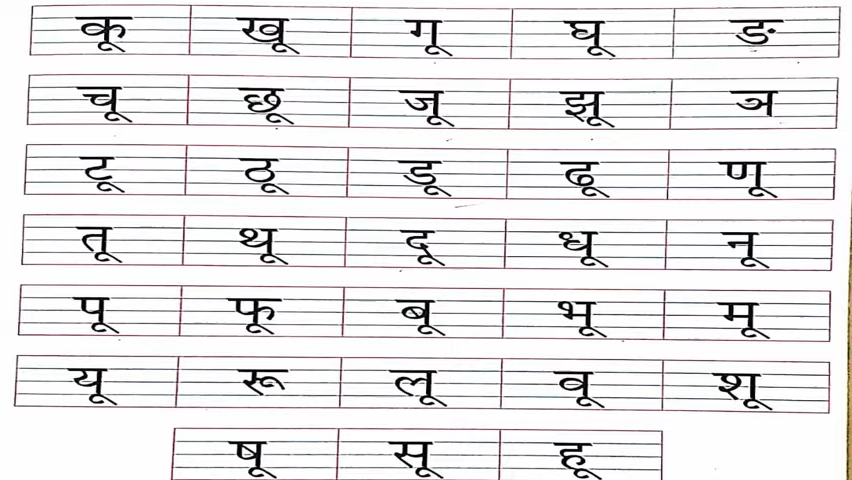 कू खू गू घू ङ
चू छू जू झू ञ
टू ठू डू ढू णू
तू थू दू धू नू
पू फू बू भू मू
यू रू लू वू शू
षू सू हू